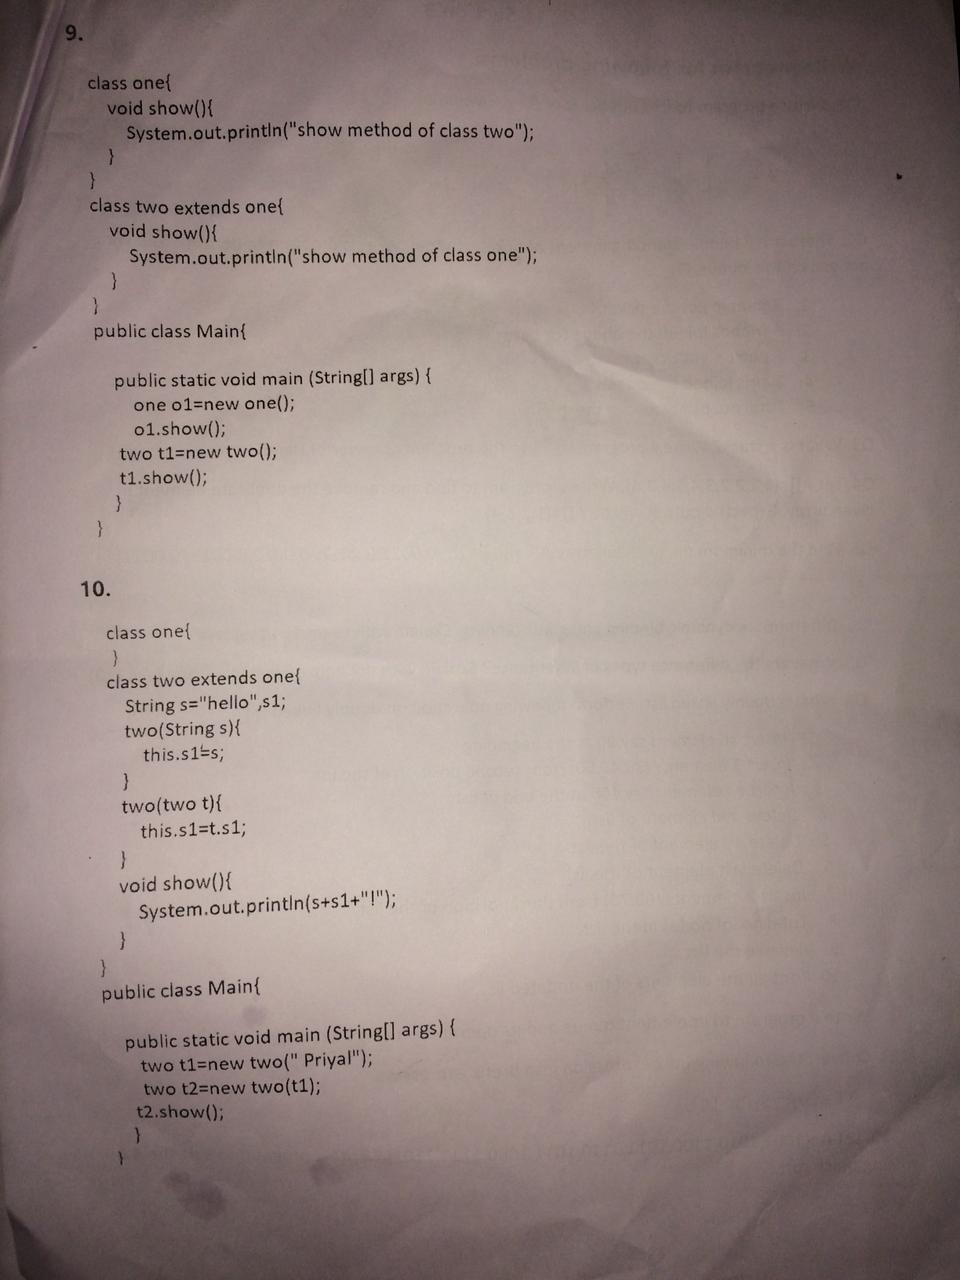 9.
class one{
void show(){
System.out.println("show method of class two");
}
}
class two extends one{
void show(){
System.out.println("show method of class one");
}
}
public class Main{
public static void main (String[] args) {
one o1=new one();
o1.show();
two t1=new two();
t1.show();
}
}
10.
class one{
}
class two extends one{
String s="hello",s1;
two(String s){
this.s1=s;
}
two(two t){
this.s1=t.s1;
}
void show(){
System.out.println(s+s1+"!");
}
}
public class Main{
public static void main (String[] args) {
two t1=new two(" Priyal");
two t2=new two(t1);
t2.show();
}
}